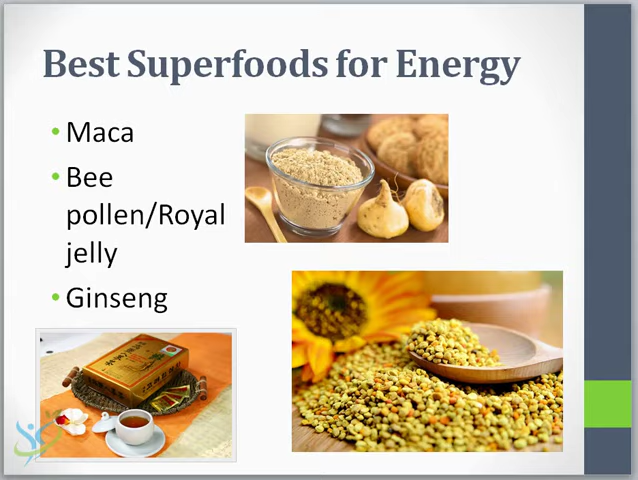 Best Superfoods for Energy
• Maca
• Bee
pollen/Royal
jelly
• Ginseng